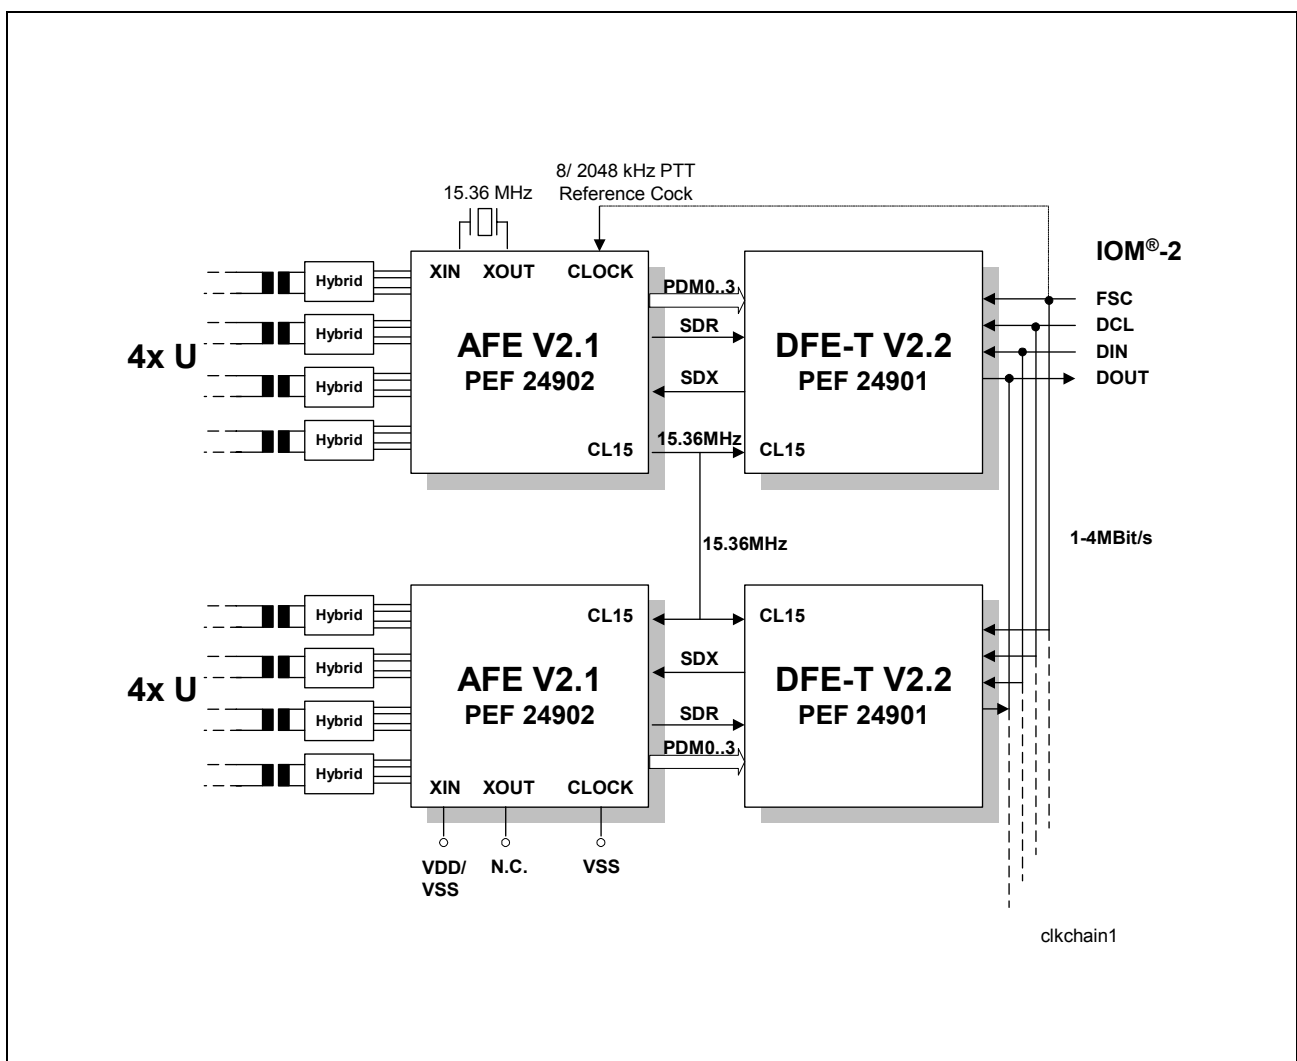 8/ 2048 kHz PTT
Reference Cock
15.36 MHz
IOM®-2
XIN XOUT CLOCK
Hybrid
PDM0..3
FSC
DCL
Hybrid
SDR
4x U
AFE V2.1
PEF 24902
DFE-T V2.2
PEF 24901
DIN
DOUT
Hybrid
SDX
Hybrid
CL15
15.36MHz
CL15
15.36MHz
1-4MBit/s
Hybrid
CL15
CL15
Hybrid
SDX
4x U
AFE V2.1
PEF 24902
DFE-T V2.2
PEF 24901
Hybrid
SDR
PDM0..3
Hybrid
XIN XOUT CLOCK
VDD/
VSS
N.C.
VSS
clkchain1